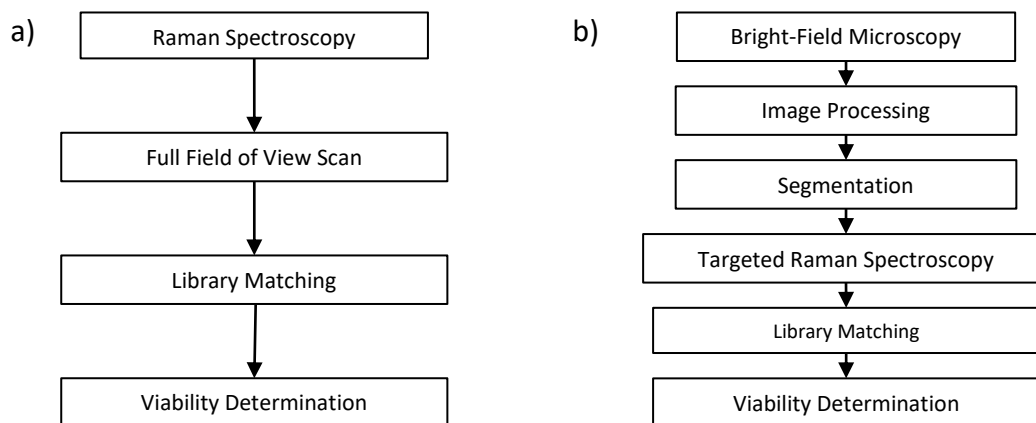 a)
Raman Spectroscopy
Full Field of View Scan
Library Matching
Viability Determination
b)
Bright-Field Microscopy
Image Processing
Segmentation
Targeted Raman Spectroscopy
Library Matching
Viability Determination